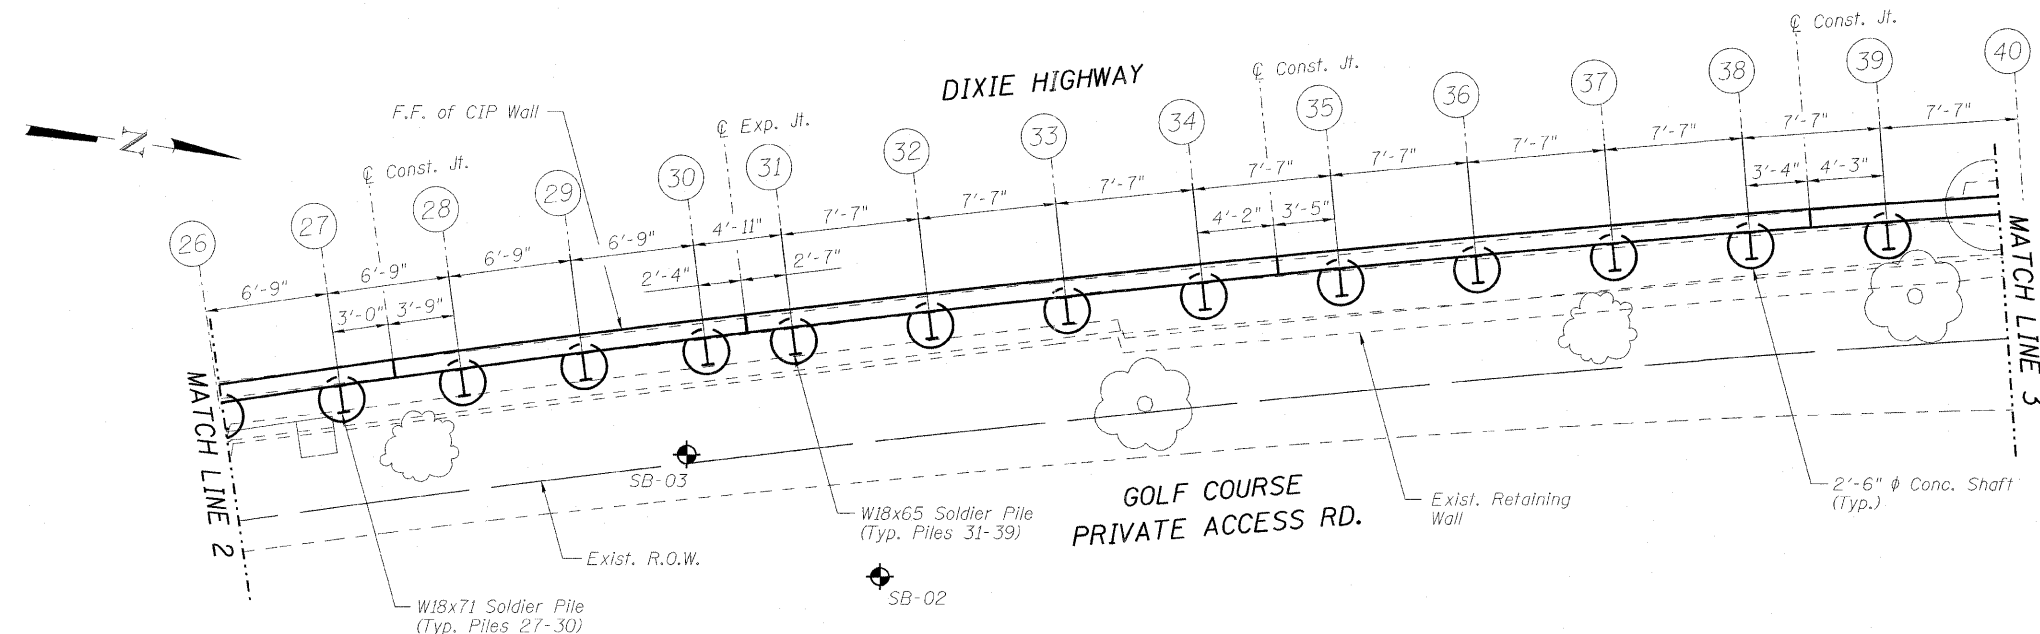 DIXIE HIGHWAY
N
F.F. of CIP Wall
℄ Const. Jt.
℄ Exp. Jt.
℄ Const. Jt.
℄ Const. Jt.
26
27
28
29
30
31
32
33
34
35
36
37
38
39
40
6'-9"
6'-9"
6'-9"
6'-9"
4'-11"
7'-7"
7'-7"
7'-7"
7'-7"
7'-7"
7'-7"
7'-7"
7'-7"
7'-7"
3'-0"
3'-9"
2'-4"
2'-7"
4'-2"
3'-5"
3'-4"
4'-3"
MATCH LINE 2
MATCH LINE 3
SB-03
SB-02
GOLF COURSE
PRIVATE ACCESS RD.
W18x65 Soldier Pile
(Typ. Piles 31-39)
Exist. Retaining
Wall
2'-6" ϕ Conc. Shaft
(Typ.)
Exist. R.O.W.
W18x71 Soldier Pile
(Typ. Piles 27-30)